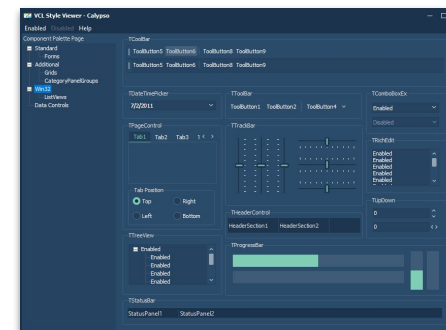 VCL Style Viewer - Calypso
Enabled Disabled Help
Component Palette Page
Standard
Forms
Additional
Grids
CategoryPanelGroups
Win32
ListViews
Data Controls
TCoolBar
ToolButton5 ToolButton6 ToolButton8 ToolButton9
ToolButton5 ToolButton6 ToolButton8 ToolButton9
TDateTimePicker
7/2/2011
TToolBar
ToolButton1 ToolButton2 ToolButton4
TComboBoxEx
Enabled
Disabled
TPageControl
Tab1 Tab2 Tab3
TTrackBar
TRichEdit
Enabled
Enabled
Enabled
Enabled
Enabled
Tab Position
Top Right
Left Bottom
THeaderControl
HeaderSection1 HeaderSection2
TUpDown
0
0
TTreeView
Enabled
Enabled
Enabled
Enabled
Enabled
TProgressBar
TStatusBar
StatusPanel1 StatusPanel2